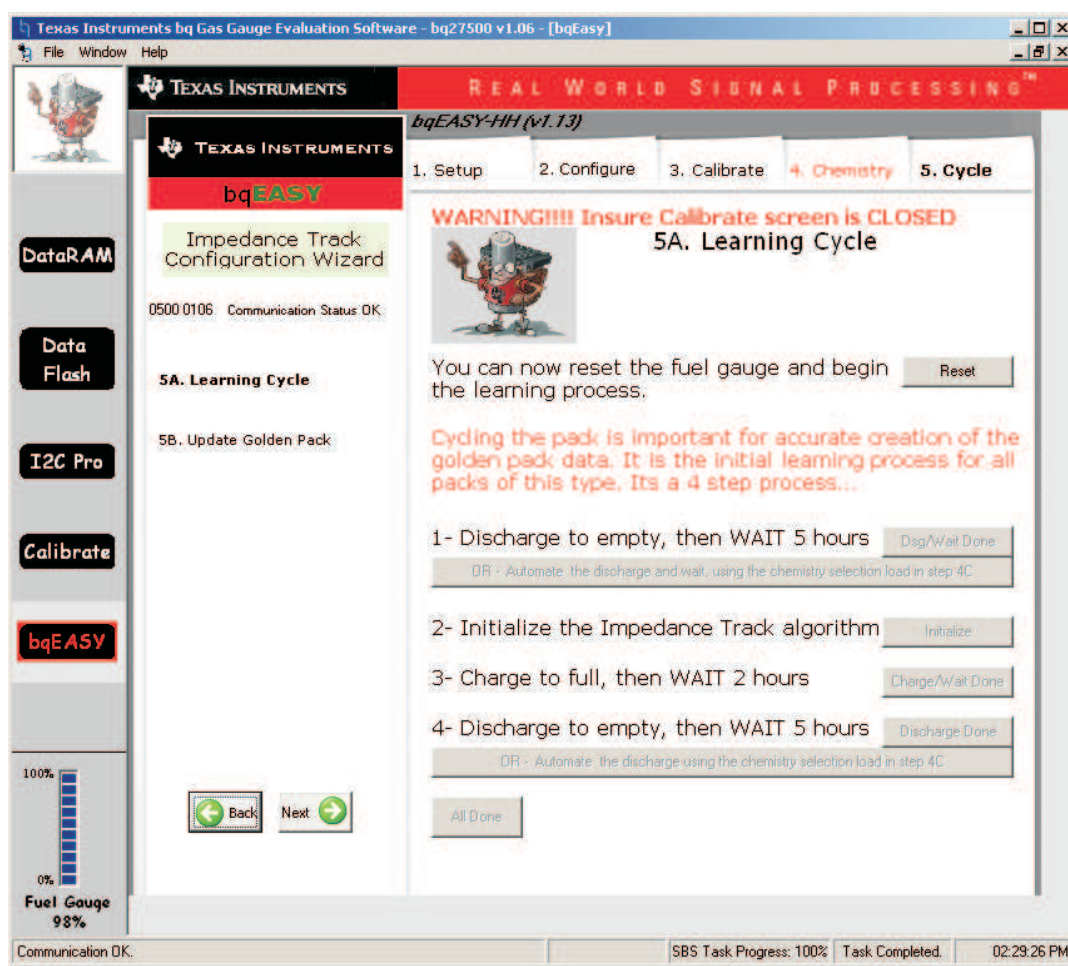 Texas Instruments bq Gas Gauge Evaluation Software - bq27500 v1.06 - [bqEasy]
File Window Help
TEXAS INSTRUMENTS
REAL WORLD SIGNAL PROCESSING™
bqEASY-HH (v1.13)
TEXAS INSTRUMENTS
bqEASY
1. Setup
2. Configure
3. Calibrate
4. Chemistry
5. Cycle
Impedance Track
Configuration Wizard
0500 0106 Communication Status OK
5A. Learning Cycle
5B. Update Golden Pack
Back
Next
DataRAM
Data
Flash
I2C Pro
Calibrate
bqEASY
100%
0%
Fuel Gauge
98%
WARNING!!!! Insure Calibrate screen is CLOSED
5A. Learning Cycle
You can now reset the fuel gauge and begin
the learning process.
Reset
Cycling the pack is important for accurate creation of the
golden pack data. It is the initial learning process for all
packs of this type. Its a 4 step process...
1- Discharge to empty, then WAIT 5 hours
Dsg/Wait Done
OR - Automate the discharge and wait, using the chemistry selection load in step 4C
2- Initialize the Impedance Track algorithm
Initialize
3- Charge to full, then WAIT 2 hours
Charge/Wait Done
4- Discharge to empty, then WAIT 5 hours
Discharge Done
OR - Automate the discharge using the chemistry selection load in step 4C
All Done
Communication OK.
SBS Task Progress: 100%
Task Completed.
02:29:26 PM